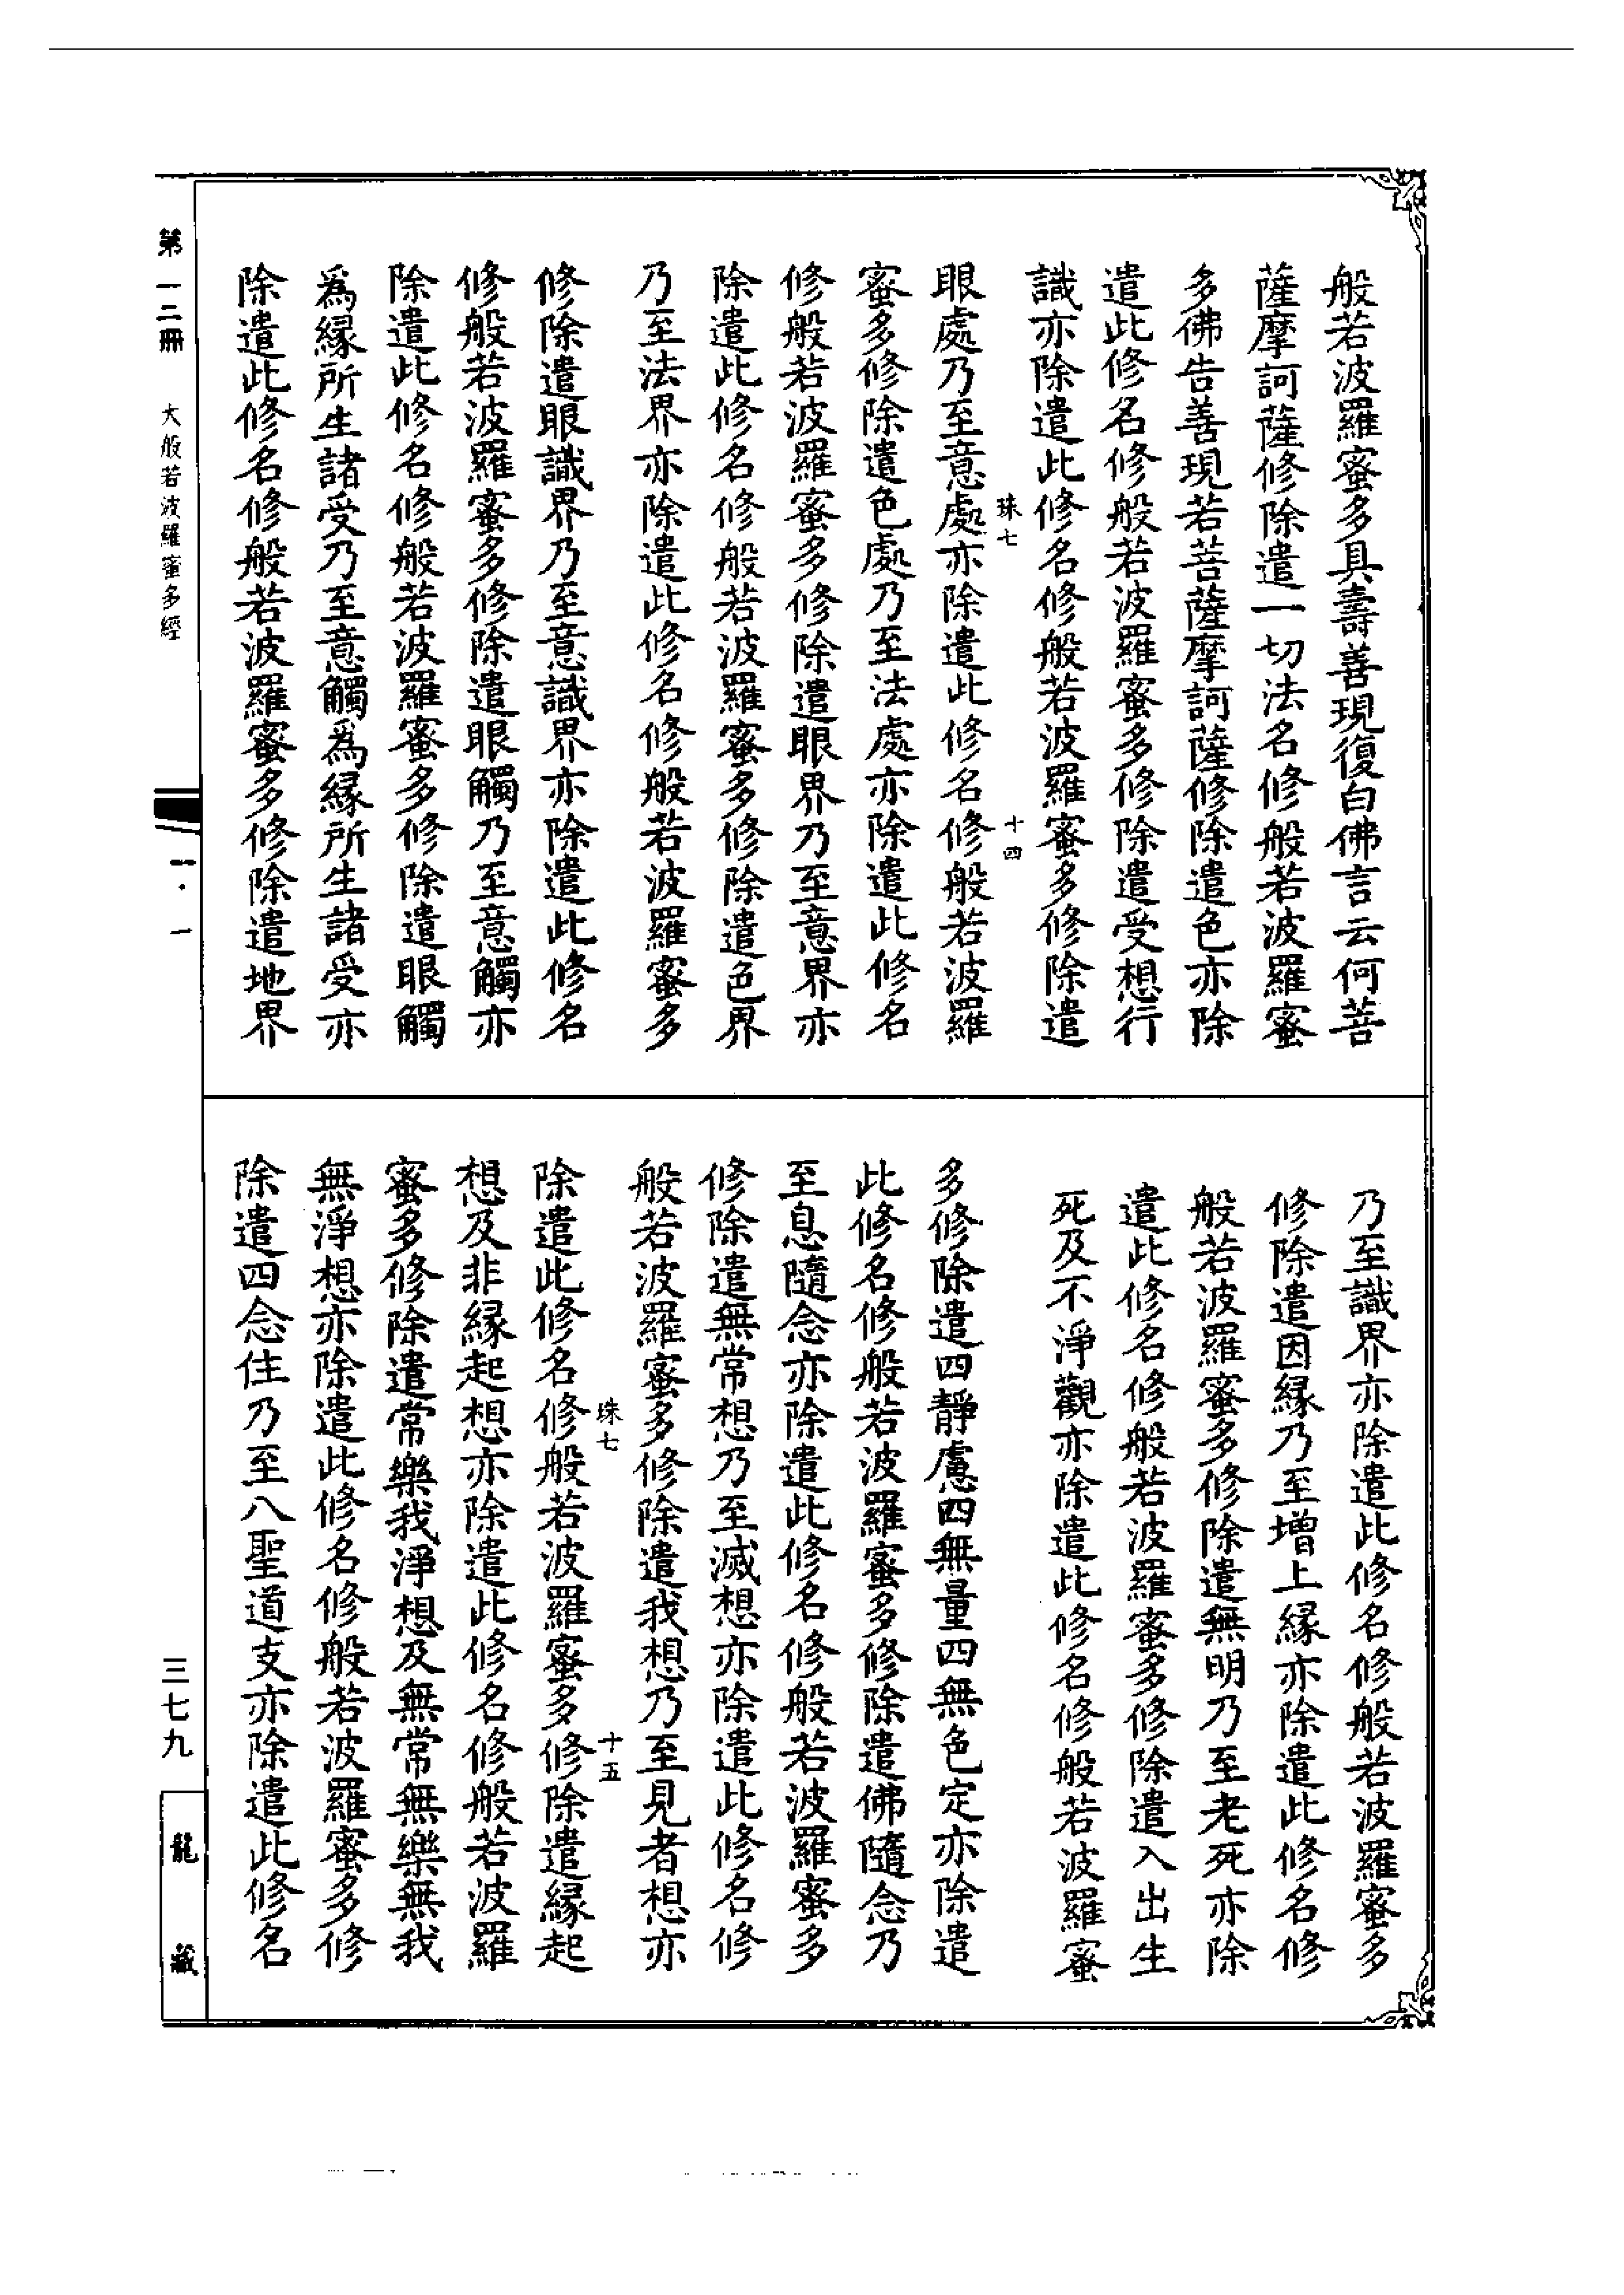 般若波羅蜜多具壽善現復白佛言云何菩
薩摩訶薩修除遣一切法名修般若波羅蜜
多佛告善現若菩薩摩訶薩修除遣色亦除
遣此修名修般若波羅蜜多修除遣受想行
識亦除遣此修名修般若波羅蜜多修除遣
珠七 十四
眼處乃至意處亦除遣此修名修般若波羅
蜜多修除遣色處乃至法處亦除遣此修名
修般若波羅蜜多修除遣眼界乃至意界亦
除遣此修名修般若波羅蜜多修除遣色界
乃至法界亦除遣此修名修般若波羅蜜多
修除遣眼識界乃至意識界亦除遣此修名
修般若波羅蜜多修除遣眼觸乃至意觸亦
除遣此修名修般若波羅蜜多修除遣眼觸
爲緣所生諸受乃至意觸爲緣所生諸受亦
除遣此修名修般若波羅蜜多修除遣地界
乃至識界亦除遣此修名修般若波羅蜜多
修除遣因緣乃至增上緣亦除遣此修名修
般若波羅蜜多修除遣無明乃至老死亦除
遣此修名修般若波羅蜜多修除遣入出生
死及不淨觀亦除遣此修名修般若波羅蜜
多修除遣四靜慮四無量四無色定亦除遣
此修名修般若波羅蜜多修除遣佛隨念乃
至息隨念亦除遣此修名修般若波羅蜜多
修除遣無常想乃至滅想亦除遣此修名修
般若波羅蜜多修除遣我想乃至見者想亦
珠七 十五
除遣此修名修般若波羅蜜多修除遣緣起
想及非緣起想亦除遣此修名修般若波羅
蜜多修除遣常樂我淨想及無常無樂無我
無淨想亦除遣此修名修般若波羅蜜多修
除遣四念住乃至八聖道支亦除遣此修名
第一二冊 大般若波羅蜜多經
一·一
三七九
龍藏